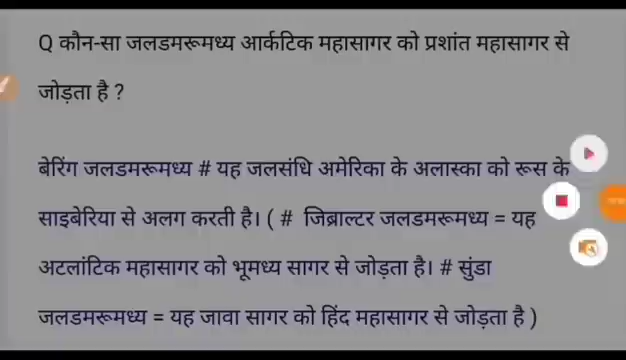 Q कौन-सा जलडमरूमध्य आर्कटिक महासागर को प्रशांत महासागर से
जोड़ता है ?
बेरिंग जलडमरूमध्य # यह जलसंधि अमेरिका के अलास्का को रूस के
साइबेरिया से अलग करती है। ( # जिब्राल्टर जलडमरूमध्य = यह
अटलांटिक महासागर को भूमध्य सागर से जोड़ता है। # सुंडा
जलडमरूमध्य = यह जावा सागर को हिंद महासागर से जोड़ता है )